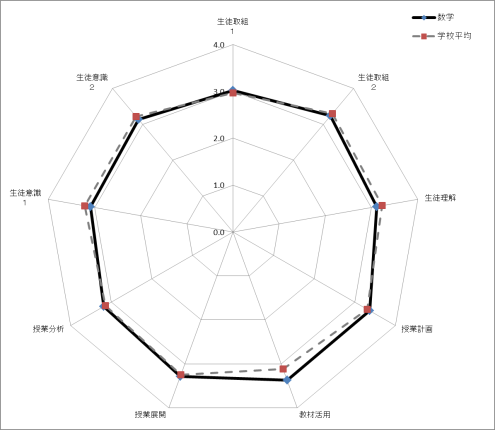 数学
学校平均
生徒取組
1
4.0
生徒意識
2
生徒取組
2
3.0
2.0
生徒意識
1
生徒理解
1.0
0.0
授業分析
授業計画
授業展開
教材活用